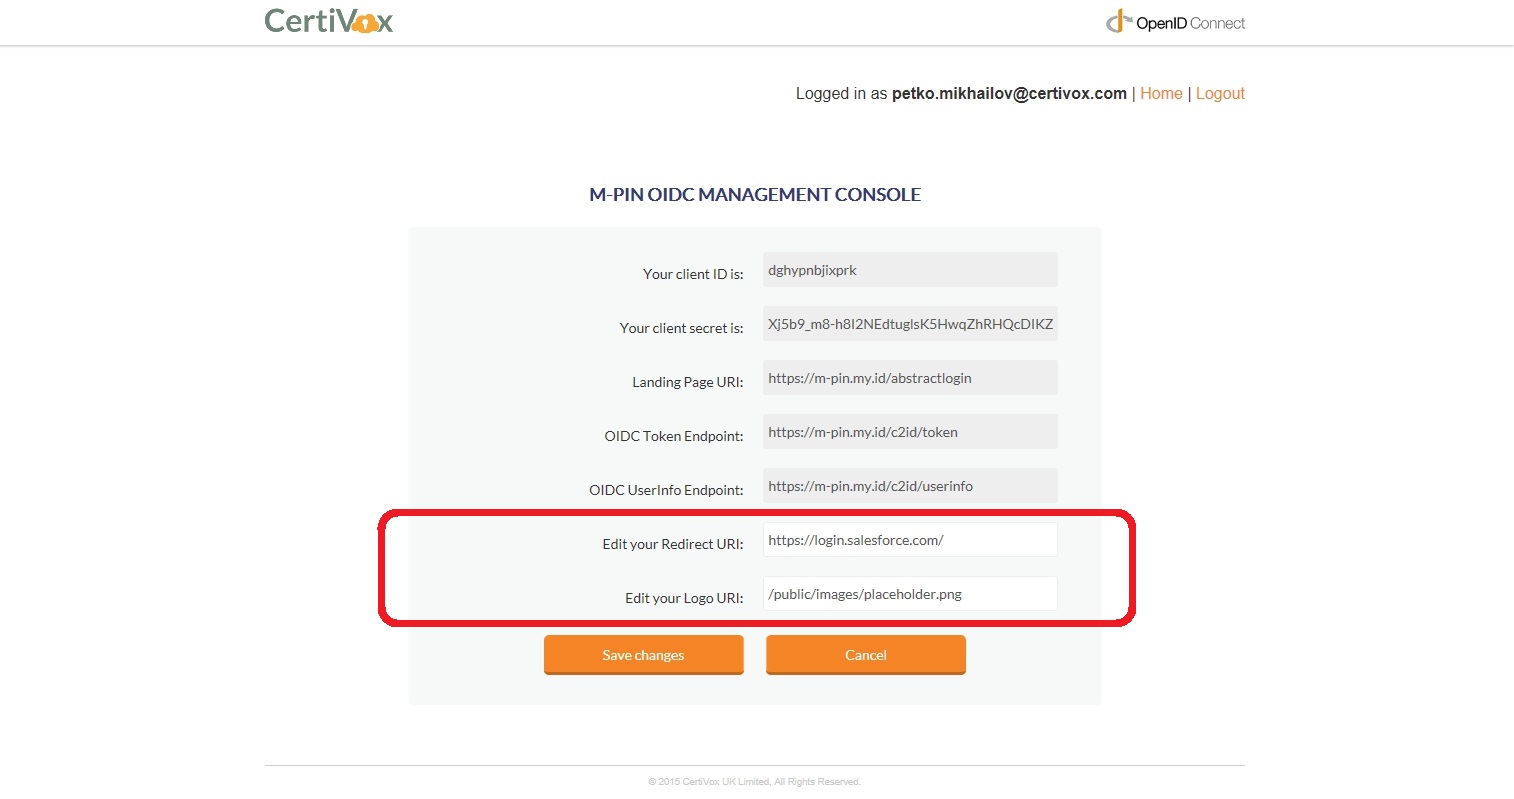 CertiVox
OpenID Connect
Logged in as petko.mikhailov@certivox.com | Home | Logout
M-PIN OIDC MANAGEMENT CONSOLE
Your client ID is: dghypnbjixprk
Your client secret is: Xj5b9_m8-h8I2NEdtuglsK5HwqZhRHQcDIKZ
Landing Page URI: https://m-pin.my.id/abstractlogin
OIDC Token Endpoint: https://m-pin.my.id/c2id/token
OIDC UserInfo Endpoint: https://m-pin.my.id/c2id/userinfo
Edit your Redirect URI: https://login.salesforce.com/
Edit your Logo URI: /public/images/placeholder.png
Save changes Cancel
© 2015 CertiVox UK Limited, All Rights Reserved.